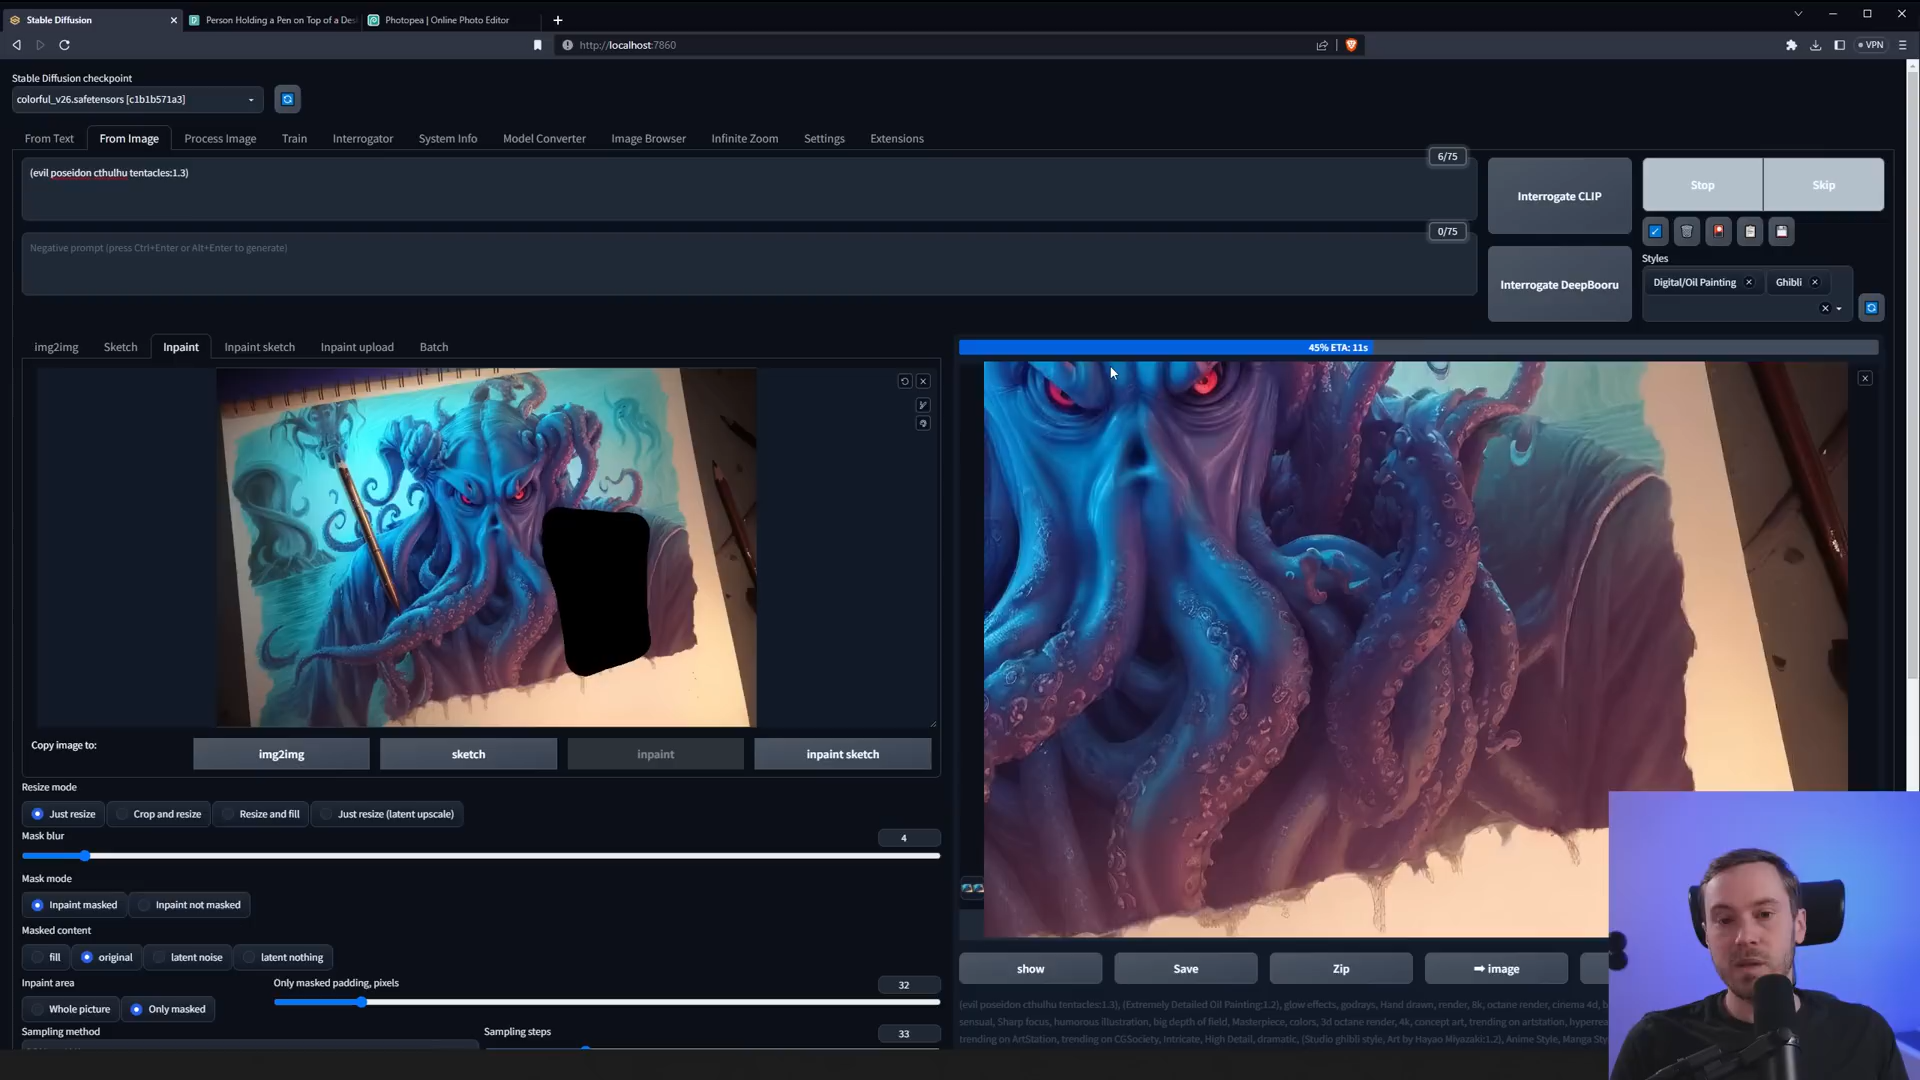 Stable Diffusion
Person Holding a Pen on Top of a Des
Photopea | Online Photo Editor
http://localhost:7860
VPN
Stable Diffusion checkpoint
colorful_v26.safetensors [c1b1b571a3]
From Text
From Image
Process Image
Train
Interrogator
System Info
Model Converter
Image Browser
Infinite Zoom
Settings
Extensions
(evil poseidon cthulhu tentacles:1.3)
6/75
Negative prompt (press Ctrl+Enter or Alt+Enter to generate)
0/75
Interrogate CLIP
Interrogate DeepBooru
Stop
Skip
Styles
Digital/Oil Painting
Ghibli
img2img
Sketch
Inpaint
Inpaint sketch
Inpaint upload
Batch
45% ETA: 11s
Copy image to:
img2img
sketch
inpaint
inpaint sketch
Resize mode
Just resize
Crop and resize
Resize and fill
Just resize (latent upscale)
Mask blur
4
Mask mode
Inpaint masked
Inpaint not masked
Masked content
fill
original
latent noise
latent nothing
Inpaint area
Whole picture
Only masked
Only masked padding, pixels
32
Sampling method
Sampling steps
33
show
Save
Zip
➡ image
(evil poseidon cthulhu tentacles:1.3), (Extremely Detailed Oil Painting:1.2), glow effects, godrays, Hand drawn, render, 8k, octane render, cinema 4d, b
sensual, Sharp focus, humorous illustration, big depth of field, Masterpiece, colors, 3d octane render, 4k, concept art, trending on artstation, hyperrea
trending on ArtStation, trending on CGSociety, Intricate, High Detail, dramatic, (Studio ghibli style, Art by Hayao Miyazaki:1.2), Anime Style, Manga Sty